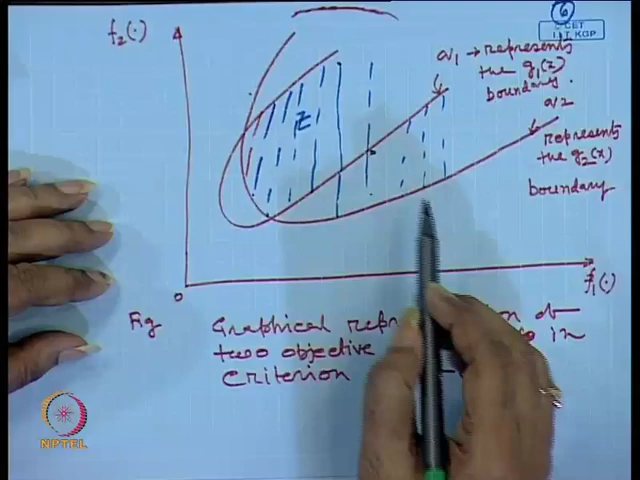 6
CET
IIT KGP
f₂(·)
a₁ → represents
the g₁(x)
boundary.
a₂
represents
the g₂(x)
boundary
Z
0
f₁(·)
Fig
Graphical
two objective in
Criterion
NPTEL